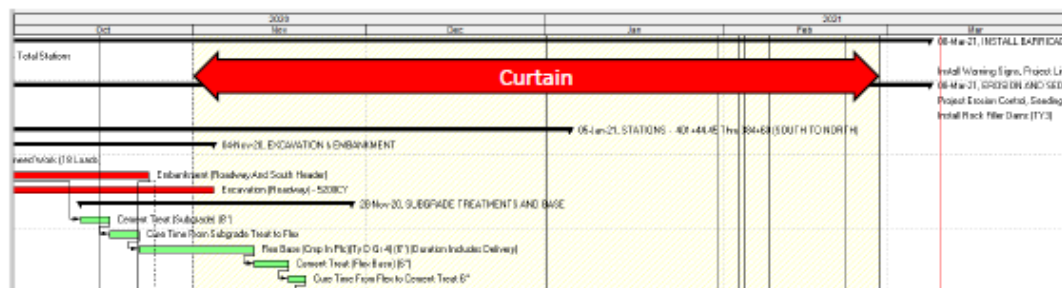 2020
2021
Oct
Nov
Dec
Jan
Feb
Mar
08-Mar-21, INSTALL BARRICAD
- Total Stations
Curtain
Install Warning Signs, Project Li
08-Mar-21, EROSION AND SED
Project Erosion Control, Seeding
Install Rock Filter Dams (TY3)
05-Jan-21, STATIONS - 401+44.45 Thru 384+60 (SOUTH TO NORTH)
04-Nov-20, EXCAVATION & EMBANKMENT
Embankment (Roadway And South Header)
Excavation (Roadway) - 5200CY
28-Nov-20, SUBGRADE TREATMENTS AND BASE
Cement Treat (Subgrade) (8")
Cure Time From Subgrade Treat to Flex
Flex Base (Cmp In Plc)(Ty D Gr 4) (6") (Duration Includes Delivery)
Cement Treat (Flex Base) (6")
Cure Time From Flex to Cement Treat 6"